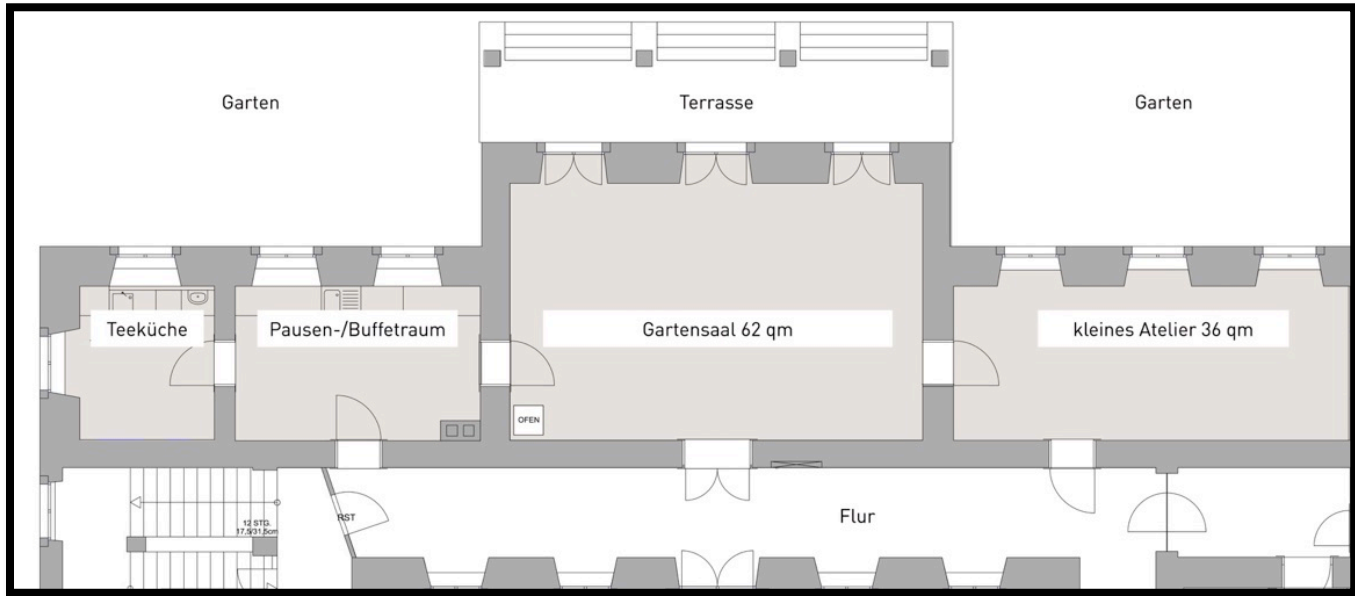 Garten
Terrasse
Garten
Teeküche
Pausen-/Buffetraum
Gartensaal 62 qm
kleines Atelier 36 qm
OFEN
RST
Flur
12 STG.
17,5/31,5cm